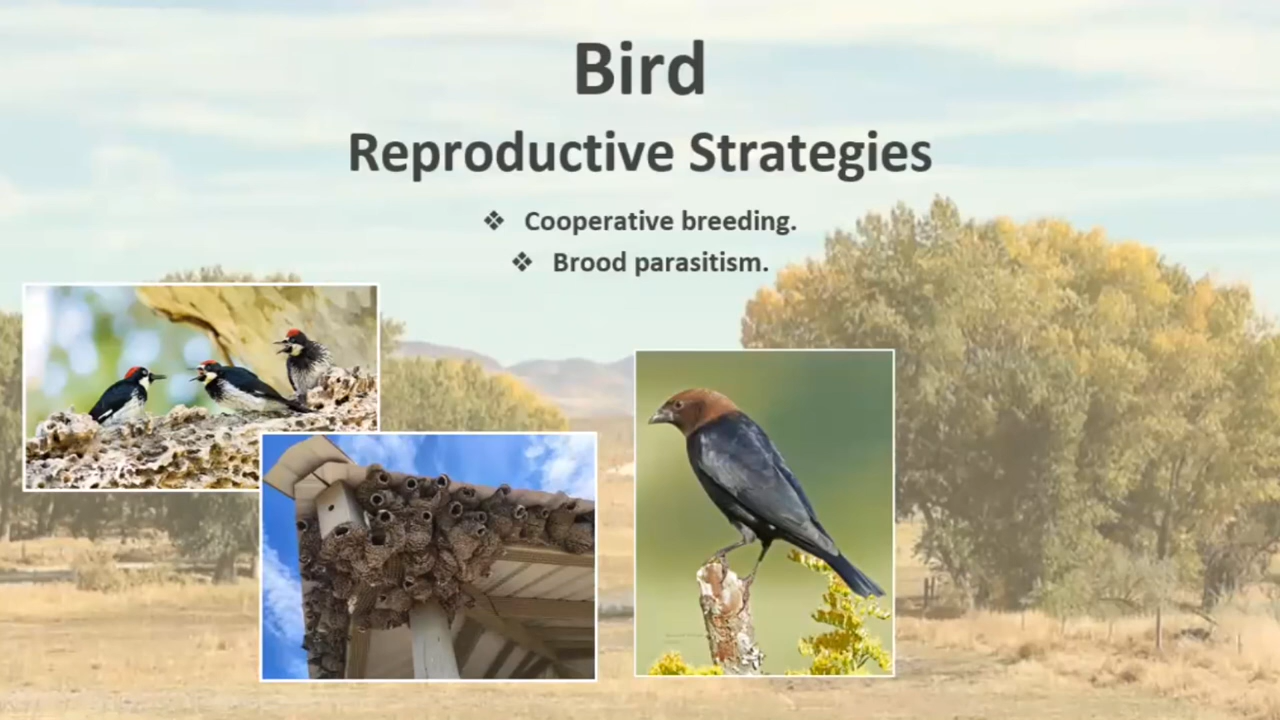 Bird
Reproductive Strategies
❖ Cooperative breeding.
❖ Brood parasitism.